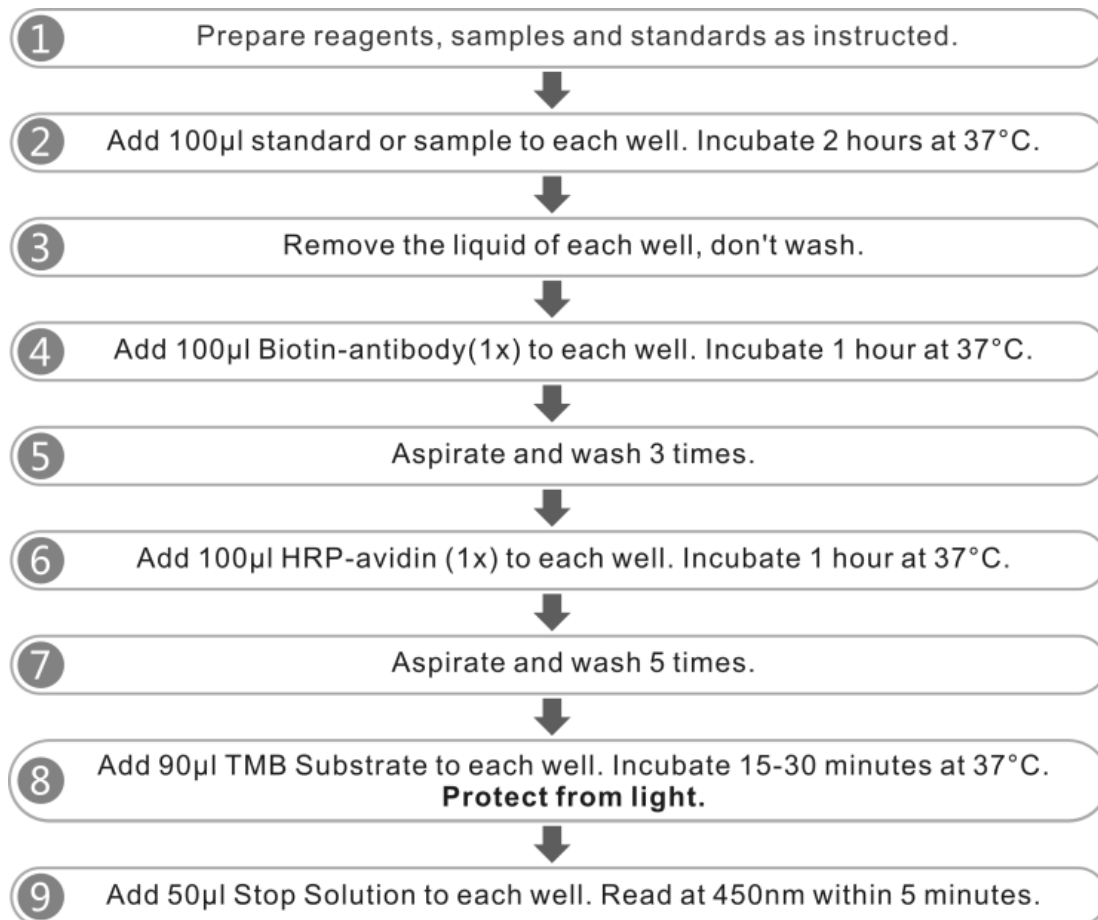 1 Prepare reagents, samples and standards as instructed.
2 Add 100μl standard or sample to each well. Incubate 2 hours at 37°C.
3 Remove the liquid of each well, don't wash.
4 Add 100μl Biotin-antibody(1x) to each well. Incubate 1 hour at 37°C.
5 Aspirate and wash 3 times.
6 Add 100μl HRP-avidin (1x) to each well. Incubate 1 hour at 37°C.
7 Aspirate and wash 5 times.
8 Add 90μl TMB Substrate to each well. Incubate 15-30 minutes at 37°C.
Protect from light.
9 Add 50μl Stop Solution to each well. Read at 450nm within 5 minutes.